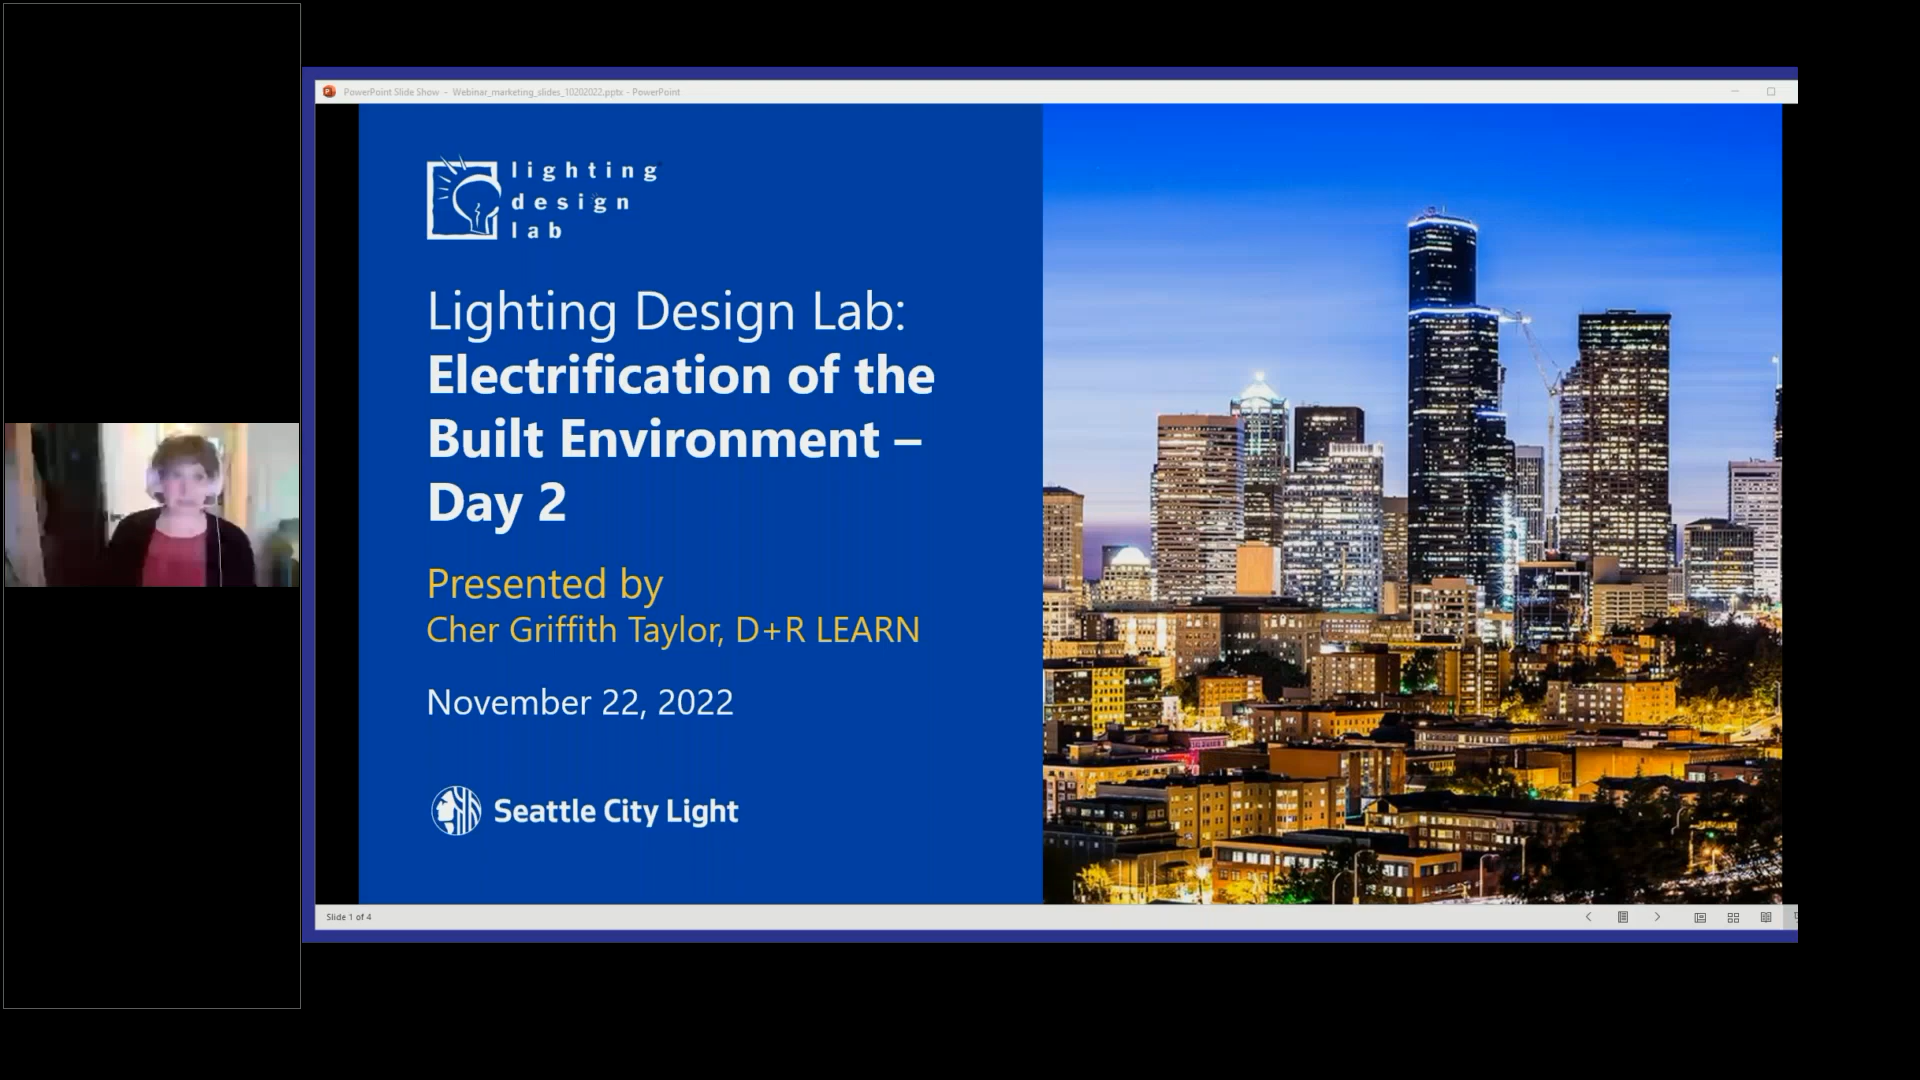 PowerPoint Slide Show - Webinar_marketing_slides_10202022.pptx - PowerPoint
lighting
design
lab
Lighting Design Lab:
Electrification of the
Built Environment –
Day 2
Presented by
Cher Griffith Taylor, D+R LEARN
November 22, 2022
Seattle City Light
Slide 1 of 4